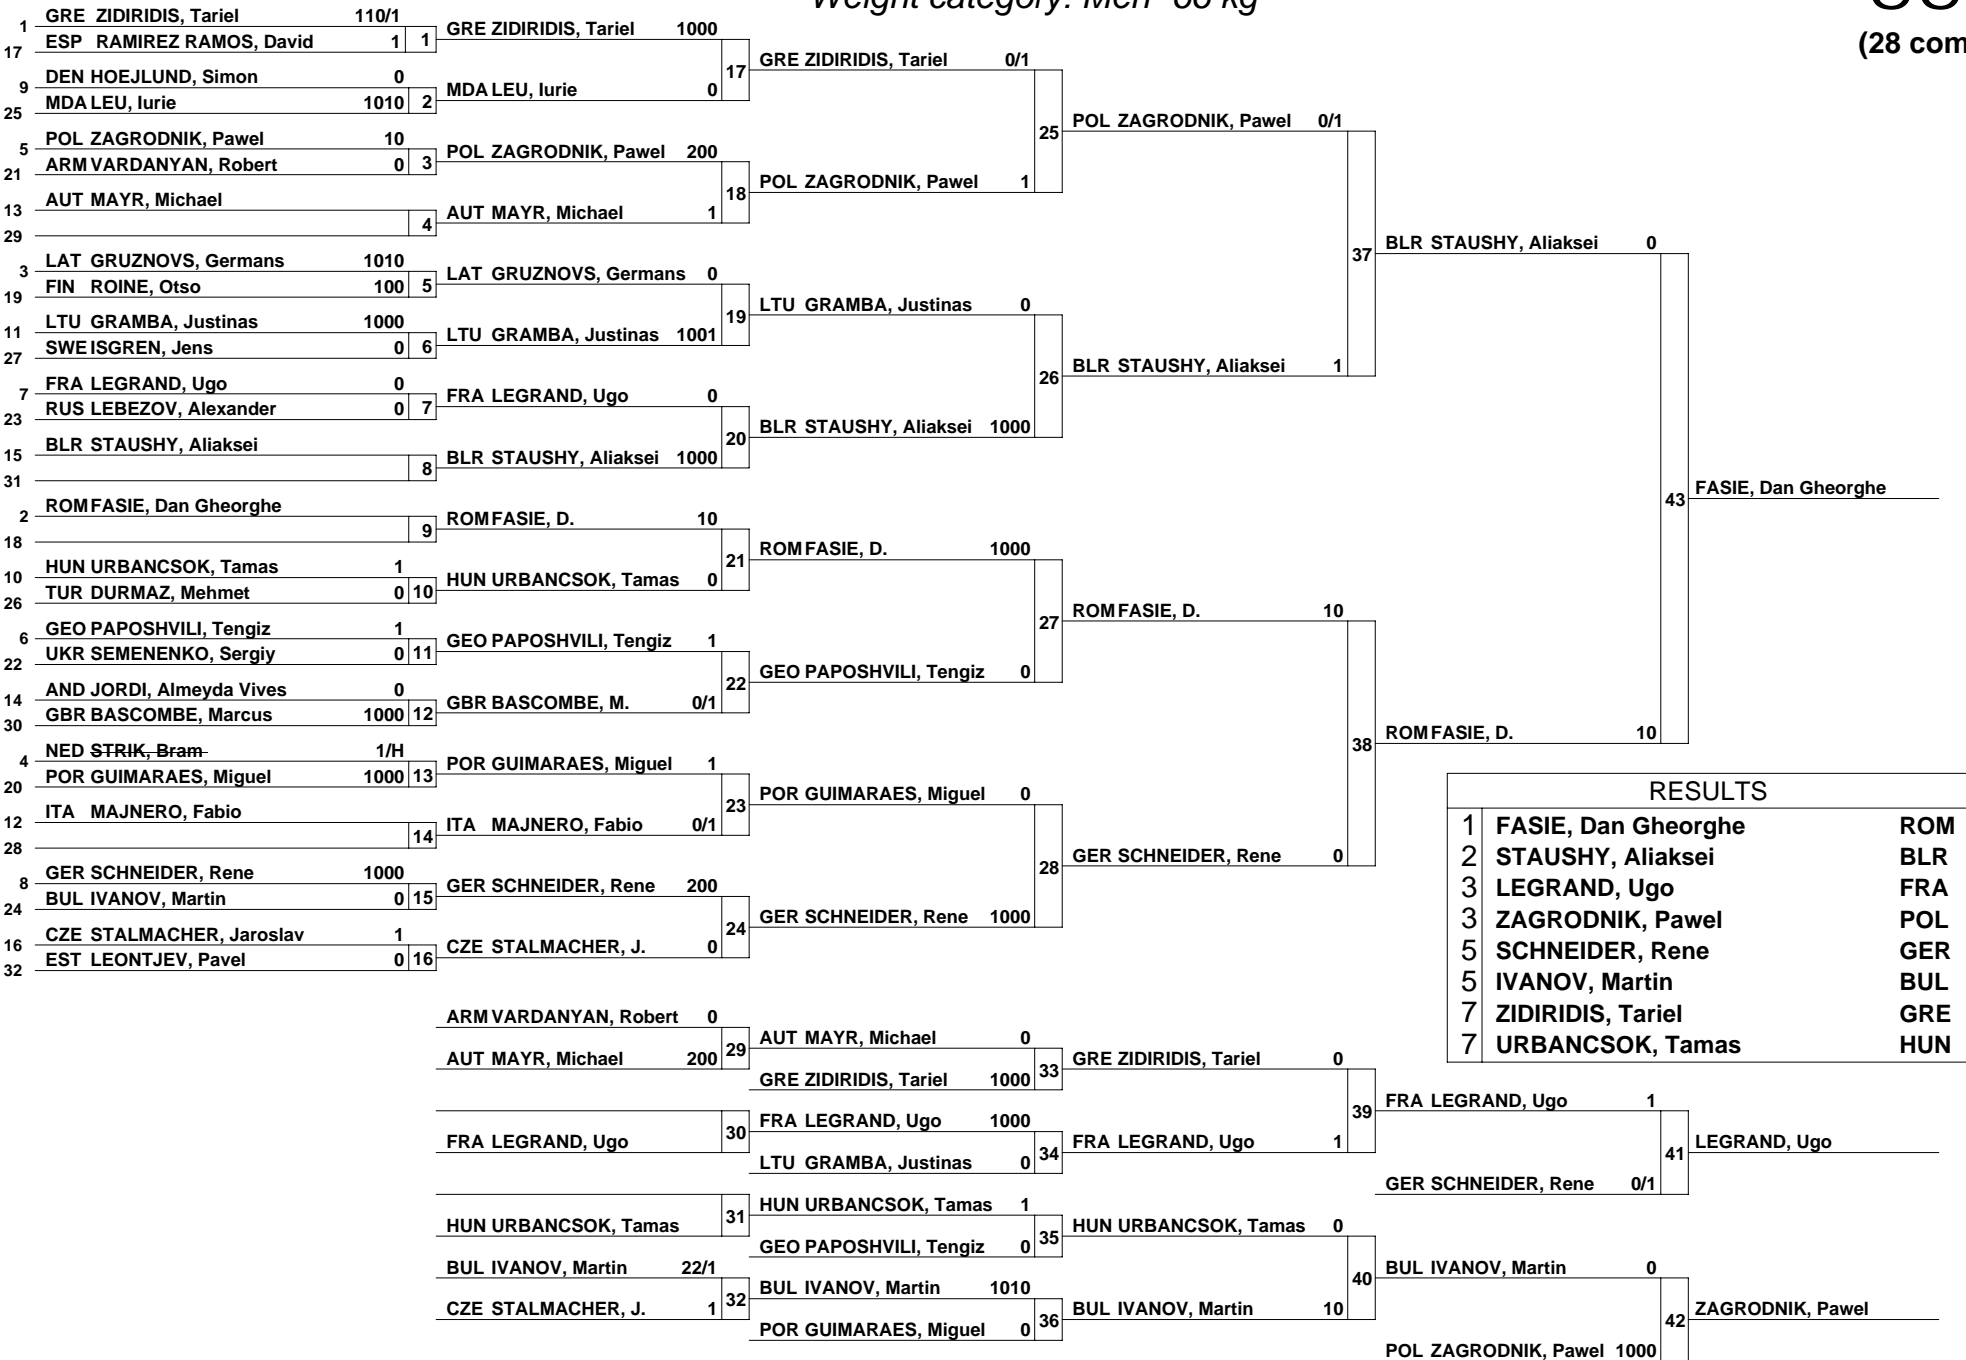 Weight category: Men -66 kg
(28 com
1 GRE ZIDIRIDIS, Tariel 110/1
17 ESP RAMIREZ RAMOS, David 1 1
9 DEN HOEJLUND, Simon 0
25 MDA LEU, Iurie 1010 2
5 POL ZAGRODNIK, Pawel 10
21 ARM VARDANYAN, Robert 0 3
13 AUT MAYR, Michael
29 4
3 LAT GRUZNOVS, Germans 1010
19 FIN ROINE, Otso 100 5
11 LTU GRAMBA, Justinas 1000
27 SWE ISGREN, Jens 0 6
7 FRA LEGRAND, Ugo 0
23 RUS LEBEZOV, Alexander 0 7
15 BLR STAUSHY, Aliaksei
31 8
2 ROM FASIE, Dan Gheorghe
18 9
10 HUN URBANCSOK, Tamas 1
26 TUR DURMAZ, Mehmet 0 10
6 GEO PAPOSHVILI, Tengiz 1
22 UKR SEMENENKO, Sergiy 0 11
14 AND JORDI, Almeyda Vives 0
30 GBR BASCOMBE, Marcus 1000 12
4 NED STRIK, Bram 1/H
20 POR GUIMARAES, Miguel 1000 13
12 ITA MAJNERO, Fabio
28 14
8 GER SCHNEIDER, Rene 1000
24 BUL IVANOV, Martin 0 15
16 CZE STALMACHER, Jaroslav 1
32 EST LEONTJEV, Pavel 0 16
GRE ZIDIRIDIS, Tariel 1000
17
MDA LEU, Iurie 0
POL ZAGRODNIK, Pawel 200
18
AUT MAYR, Michael 1
LAT GRUZNOVS, Germans 0
19
LTU GRAMBA, Justinas 1001
FRA LEGRAND, Ugo 0
20
BLR STAUSHY, Aliaksei 1000
ROM FASIE, D. 10
21
HUN URBANCSOK, Tamas 0
GEO PAPOSHVILI, Tengiz 1
22
GBR BASCOMBE, M. 0/1
POR GUIMARAES, Miguel 1
23
ITA MAJNERO, Fabio 0/1
GER SCHNEIDER, Rene 200
24
CZE STALMACHER, J. 0
GRE ZIDIRIDIS, Tariel 0/1
25
POL ZAGRODNIK, Pawel 1
LTU GRAMBA, Justinas 0
26
BLR STAUSHY, Aliaksei 1000
ROM FASIE, D. 1000
27
GEO PAPOSHVILI, Tengiz 0
POR GUIMARAES, Miguel 0
28
GER SCHNEIDER, Rene 1000
POL ZAGRODNIK, Pawel 0/1
37
BLR STAUSHY, Aliaksei 1
ROM FASIE, D. 10
38
GER SCHNEIDER, Rene 0
BLR STAUSHY, Aliaksei 0
43
ROM FASIE, D. 10
FASIE, Dan Gheorghe
RESULTS
1 FASIE, Dan Gheorghe ROM
2 STAUSHY, Aliaksei BLR
3 LEGRAND, Ugo FRA
3 ZAGRODNIK, Pawel POL
5 SCHNEIDER, Rene GER
5 IVANOV, Martin BUL
7 ZIDIRIDIS, Tariel GRE
7 URBANCSOK, Tamas HUN
ARM VARDANYAN, Robert 0
29
AUT MAYR, Michael 200
30
FRA LEGRAND, Ugo
31
HUN URBANCSOK, Tamas
BUL IVANOV, Martin 22/1
32
CZE STALMACHER, J. 1
AUT MAYR, Michael 0
33
GRE ZIDIRIDIS, Tariel 1000
FRA LEGRAND, Ugo 1000
34
LTU GRAMBA, Justinas 0
HUN URBANCSOK, Tamas 1
35
GEO PAPOSHVILI, Tengiz 0
BUL IVANOV, Martin 1010
36
POR GUIMARAES, Miguel 0
GRE ZIDIRIDIS, Tariel 0
39
FRA LEGRAND, Ugo 1
HUN URBANCSOK, Tamas 0
40
BUL IVANOV, Martin 10
FRA LEGRAND, Ugo 1
41
GER SCHNEIDER, Rene 0/1
LEGRAND, Ugo
BUL IVANOV, Martin 0
42
POL ZAGRODNIK, Pawel 1000
ZAGRODNIK, Pawel